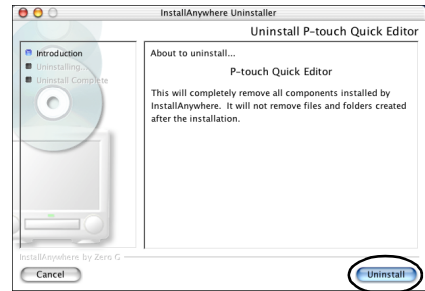 InstallAnywhere Uninstaller
Uninstall P-touch Quick Editor
Introduction
Uninstalling...
Uninstall Complete
About to uninstall...
P-touch Quick Editor
This will completely remove all components installed by
InstallAnywhere. It will not remove files and folders created
after the installation.
InstallAnywhere by Zero G
Cancel
Uninstall